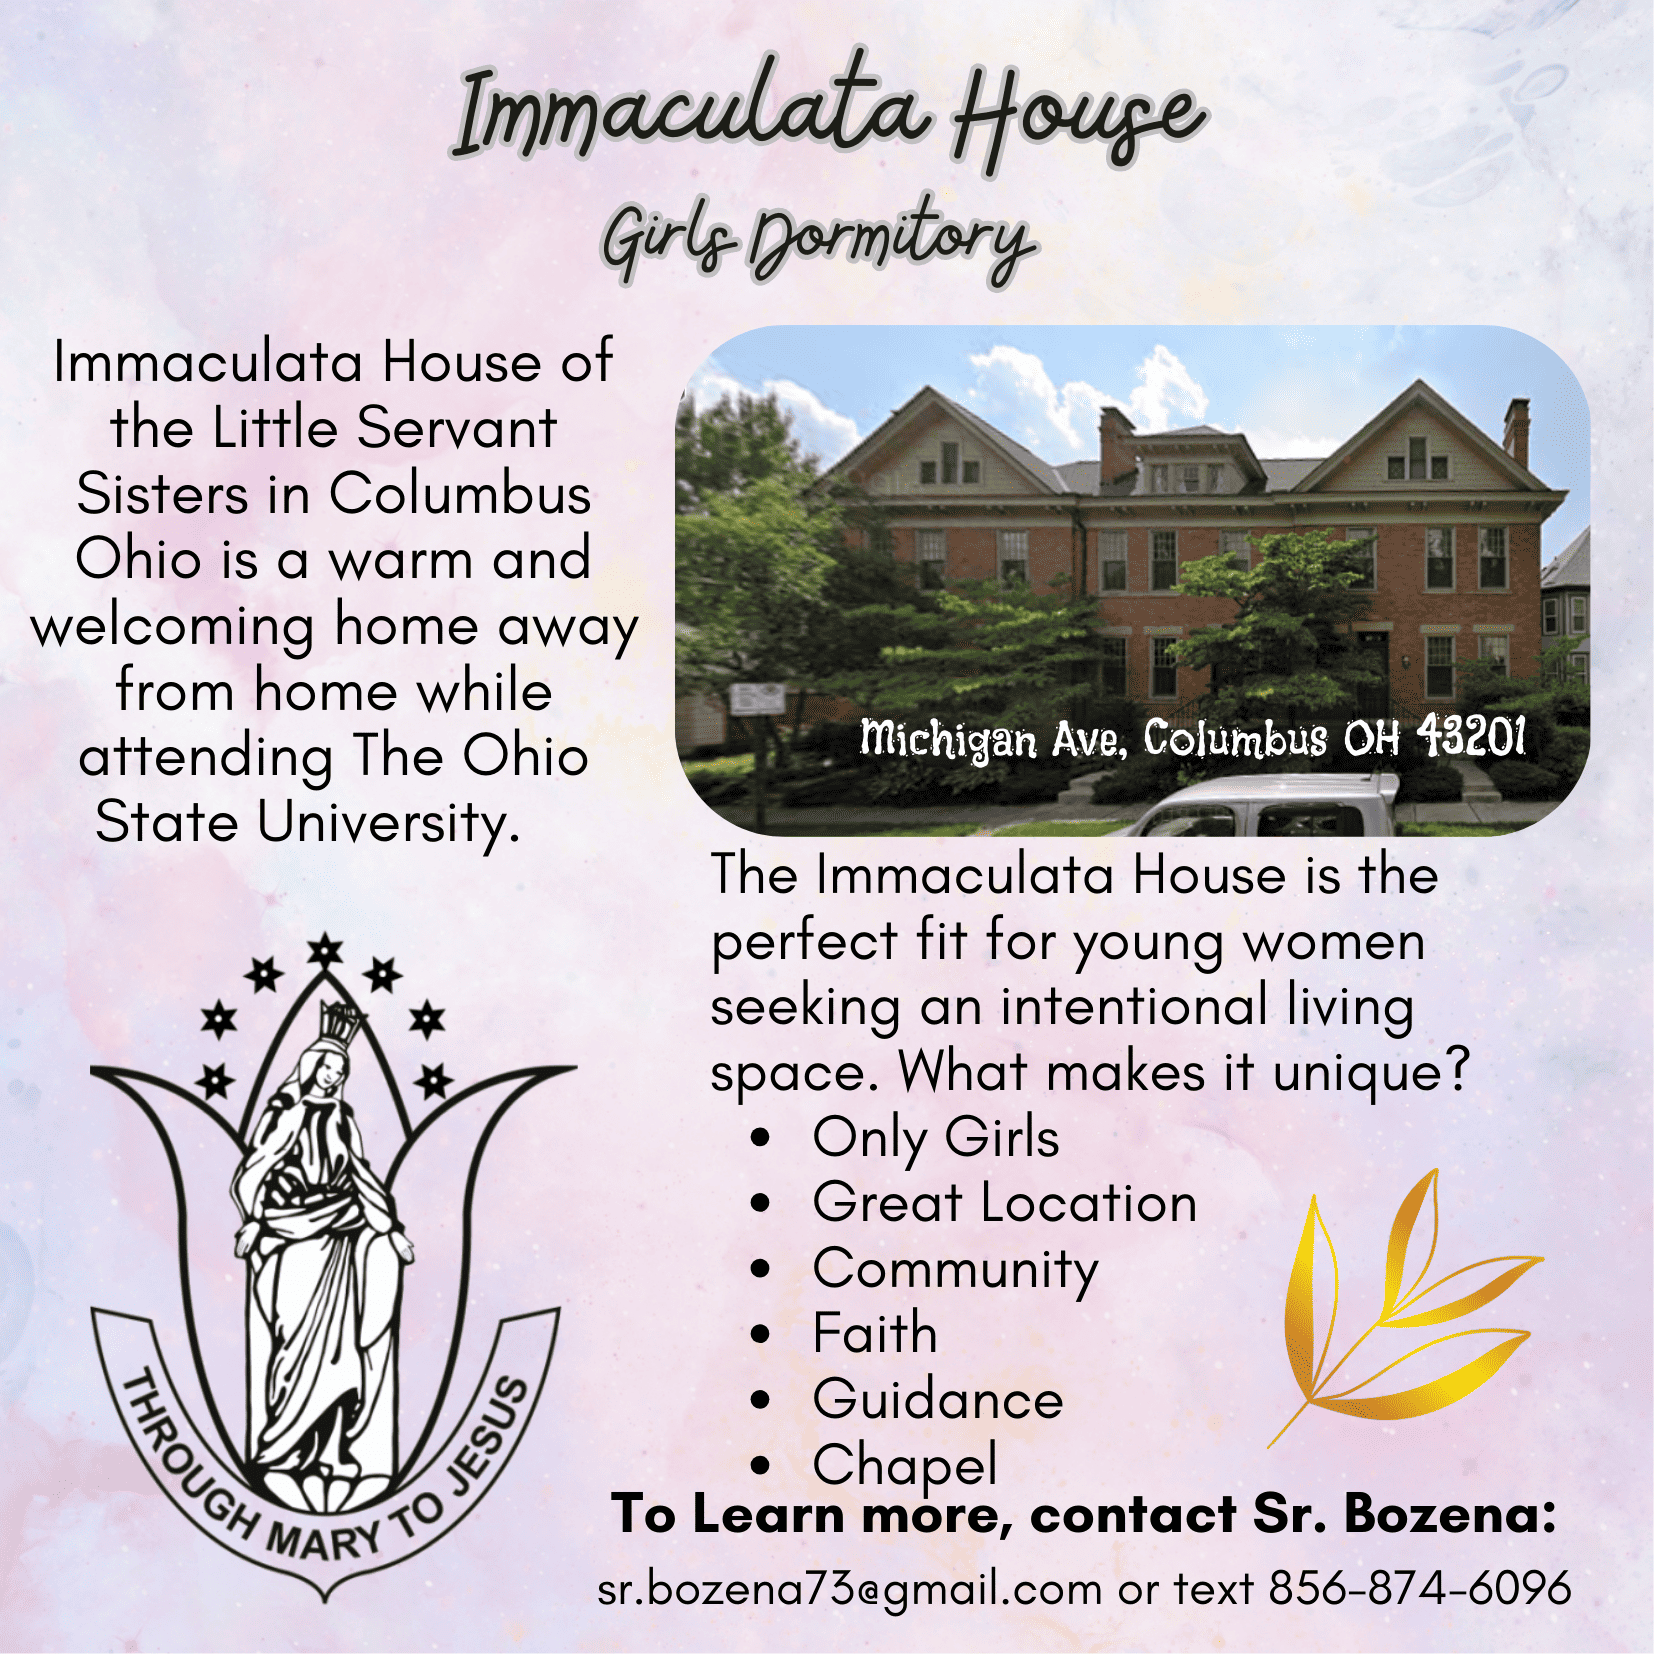 Immaculata House
Girls Dormitory
Immaculata House of
the Little Servant
Sisters in Columbus
Ohio is a warm and
welcoming home away
from home while
attending The Ohio
State University.
Michigan Ave, Columbus OH 43201
The Immaculata House is the
perfect fit for young women
seeking an intentional living
space. What makes it unique?
• Only Girls
• Great Location
• Community
• Faith
• Guidance
• Chapel
THROUGH MARY TO JESUS
To Learn more, contact Sr. Bozena:
sr.bozena73@gmail.com or text 856-874-6096